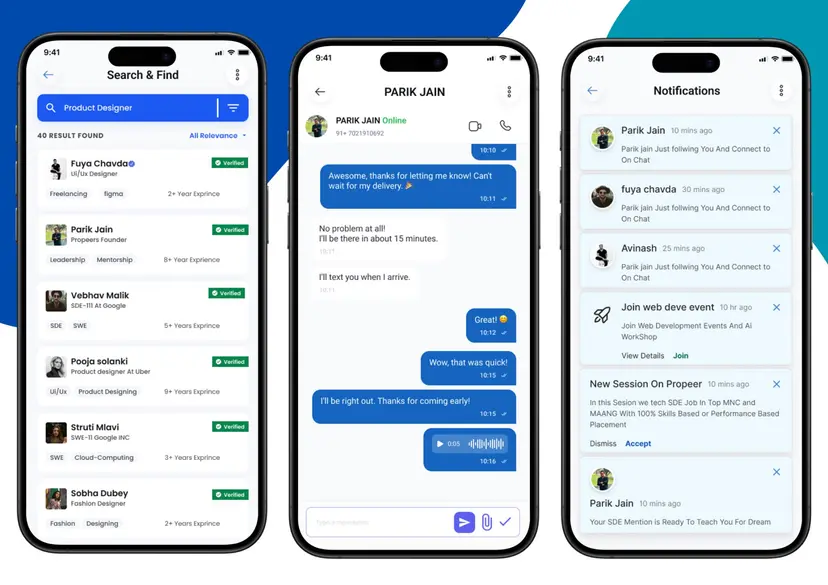 9:41
Search & Find
Product Designer
40 RESULT FOUND
All Relevance
Fuya Chavda
Verified
Ui/Ux Designer
Freelancing
figma
2+ Year Exprince
Parik Jain
Verified
Propeers Founder
Leadership
Mentorship
8+ Year Exprience
Vebhav Malik
Verified
SDE-111 At Google
SDE
SWE
5+ Years Exprince
Pooja solanki
Verified
Product designer At Uber
Ui/Ux
Product Designing
9+ Years Exprince
Struti Mlavi
Verified
SWE-11 Google INC
SWE
Cloud-Computing
3+ Years Exprince
Sobha Dubey
Verified
Fashion Designer
Fashion
Designing
2+ Years Exprince
9:41
PARIK JAIN
PARIK JAIN Online
91+ 7021910692
10:10
Awesome, thanks for letting me know! Can't
wait for my delivery. 🎉
10:11
No problem at all!
I'll be there in about 15 minutes.
10:11
I'll text you when I arrive.
10:11
Great! 😊
10:12
Wow, that was quick!
10:15
I'll be right out. Thanks for coming early!
10:15
0:05
10:16
9:41
Notifications
Parik Jain 10 mins ago
Parik jain Just follwing You And Connect to
On Chat
fuya chavda 30 mins ago
Parik jain Just follwing You And Connect to
On Chat
Avinash 25 mins ago
Parik jain Just follwing You And Connect to
On Chat
Join web deve event 10 hr ago
Join Web Development Events And Ai
WorkShop
View Details Join
New Session On Propeer 10 mins ago
In this Sesion we tech SDE Job In Top MNC and
MAANG With 100% Skills Based or Performance Based
Placement
Dismiss Accept
Parik Jain 10 mins ago
Your SDE Mention is Ready To Teach You For Dream